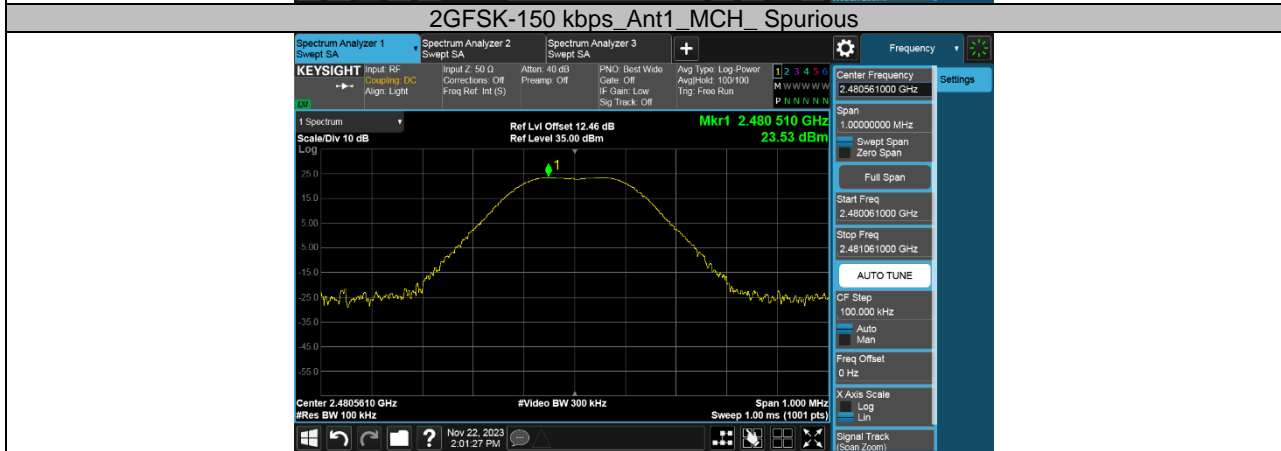 2GFSK-150 kbps_Ant1_MCH_ Spurious
Spectrum Analyzer 1
Swept SA
Spectrum Analyzer 2
Swept SA
Spectrum Analyzer 3
Swept SA
+
Frequency
KEYSIGHT
Input: RF
Coupling: DC
Align: Light
Input Z: 50 Ω
Corrections: Off
Freq Ref: Int (S)
Atten: 40 dB
Preamp: Off
PNO: Best Wide
Gate: Off
IF Gain: Low
Sig Track: Off
Avg Type: Log-Power
Avg|Hold: 100/100
Trig: Free Run
1 2 3 4 5 6
M W W W W W
P N N N N N
LXI
1 Spectrum
Scale/Div 10 dB
Log
Ref Lvl Offset 12.46 dB
Ref Level 35.00 dBm
Mkr1 2.480 510 GHz
23.53 dBm
1
25.0
15.0
5.00
-5.00
-15.0
-25.0
-35.0
-45.0
-55.0
Center 2.4805610 GHz
#Res BW 100 kHz
#Video BW 300 kHz
Span 1.000 MHz
Sweep 1.00 ms (1001 pts)
?
Nov 22, 2023
2:01:27 PM
Center Frequency
2.480561000 GHz
Settings
Span
1.00000000 MHz
Swept Span
Zero Span
Full Span
Start Freq
2.480061000 GHz
Stop Freq
2.481061000 GHz
AUTO TUNE
CF Step
100.000 kHz
Auto
Man
Freq Offset
0 Hz
X Axis Scale
Log
Lin
Signal Track
(Span Zoom)